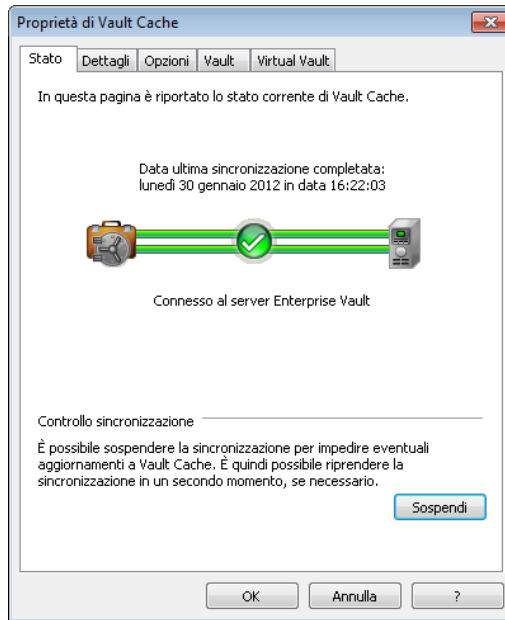 Proprietà di Vault Cache
Stato Dettagli Opzioni Vault Virtual Vault
In questa pagina è riportato lo stato corrente di Vault Cache.
Data ultima sincronizzazione completata:
lunedì 30 gennaio 2012 in data 16:22:03
Connesso al server Enterprise Vault
Controllo sincronizzazione
È possibile sospendere la sincronizzazione per impedire eventuali
aggiornamenti a Vault Cache. È quindi possibile riprendere la
sincronizzazione in un secondo momento, se necessario.
Sospendi
OK Annulla ?